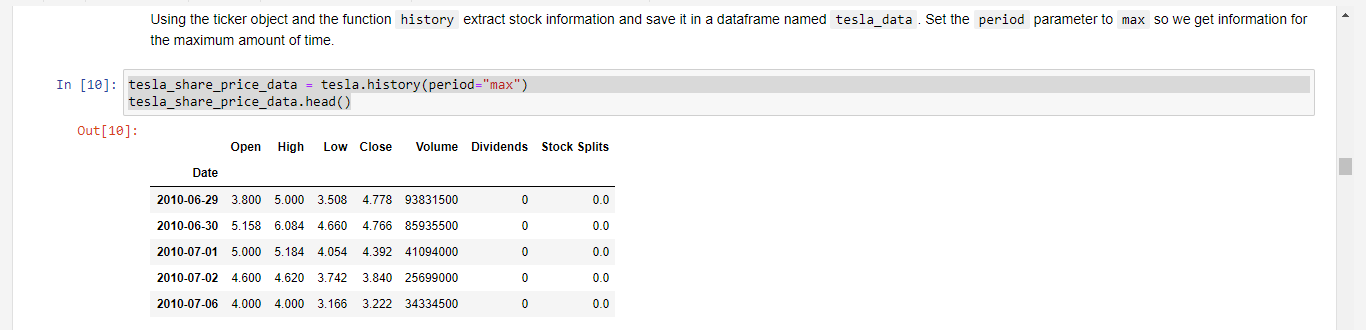 Using the ticker object and the function history extract stock information and save it in a dataframe named tesla_data . Set the period parameter to max so we get information for
the maximum amount of time.
In [10]: tesla_share_price_data = tesla.history(period="max")
tesla_share_price_data.head()
Out[10]:
Open High Low Close Volume Dividends Stock Splits
Date
2010-06-29 3.800 5.000 3.508 4.778 93831500 0 0.0
2010-06-30 5.158 6.084 4.660 4.766 85935500 0 0.0
2010-07-01 5.000 5.184 4.054 4.392 41094000 0 0.0
2010-07-02 4.600 4.620 3.742 3.840 25699000 0 0.0
2010-07-06 4.000 4.000 3.166 3.222 34334500 0 0.0